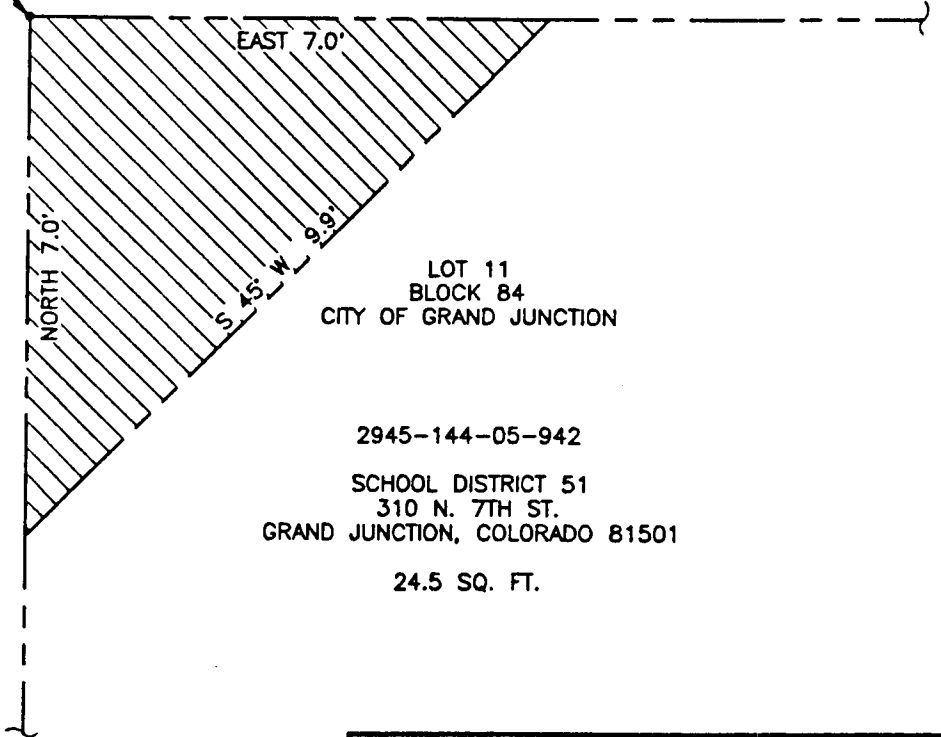 EAST 7.0'
NORTH 7.0'
S 45° W 9.9'
LOT 11
BLOCK 84
CITY OF GRAND JUNCTION
2945-144-05-942
SCHOOL DISTRICT 51
310 N. 7TH ST.
GRAND JUNCTION, COLORADO 81501
24.5 SQ. FT.